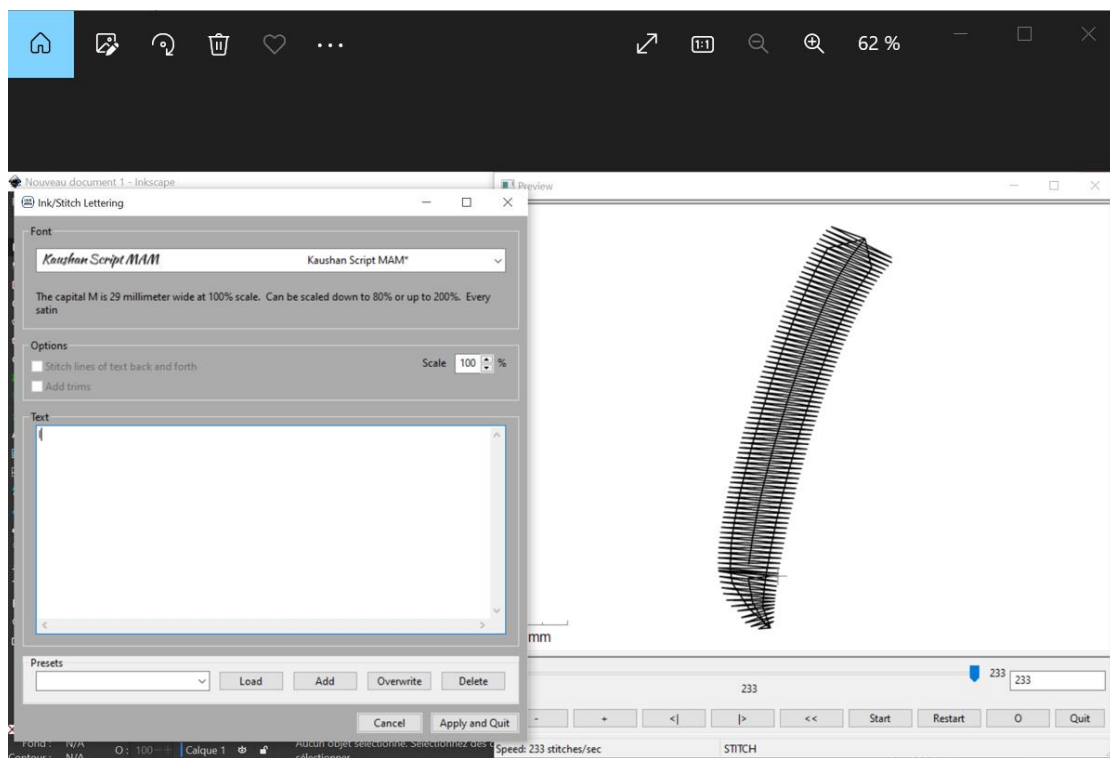 62 %
Nouveau document 1 - Inkscape
Preview
Ink/Stitch Lettering
Font
Kaushan Script MAM
Kaushan Script MAM*
The capital M is 29 millimeter wide at 100% scale. Can be scaled down to 80% or up to 200%. Every
satin
Options
Stitch lines of text back and forth
Scale 100 %
Add trims
Text
mm
Presets
Load Add Overwrite Delete
233 233
233
Cancel Apply and Quit
- + <| |> << Start Restart O Quit
Fond : N/A O : 100 Calque 1 Aucun objet sélectionné. Sélectionnez des
Speed: 233 stitches/sec STITCH
Contour : N/A sélectionner